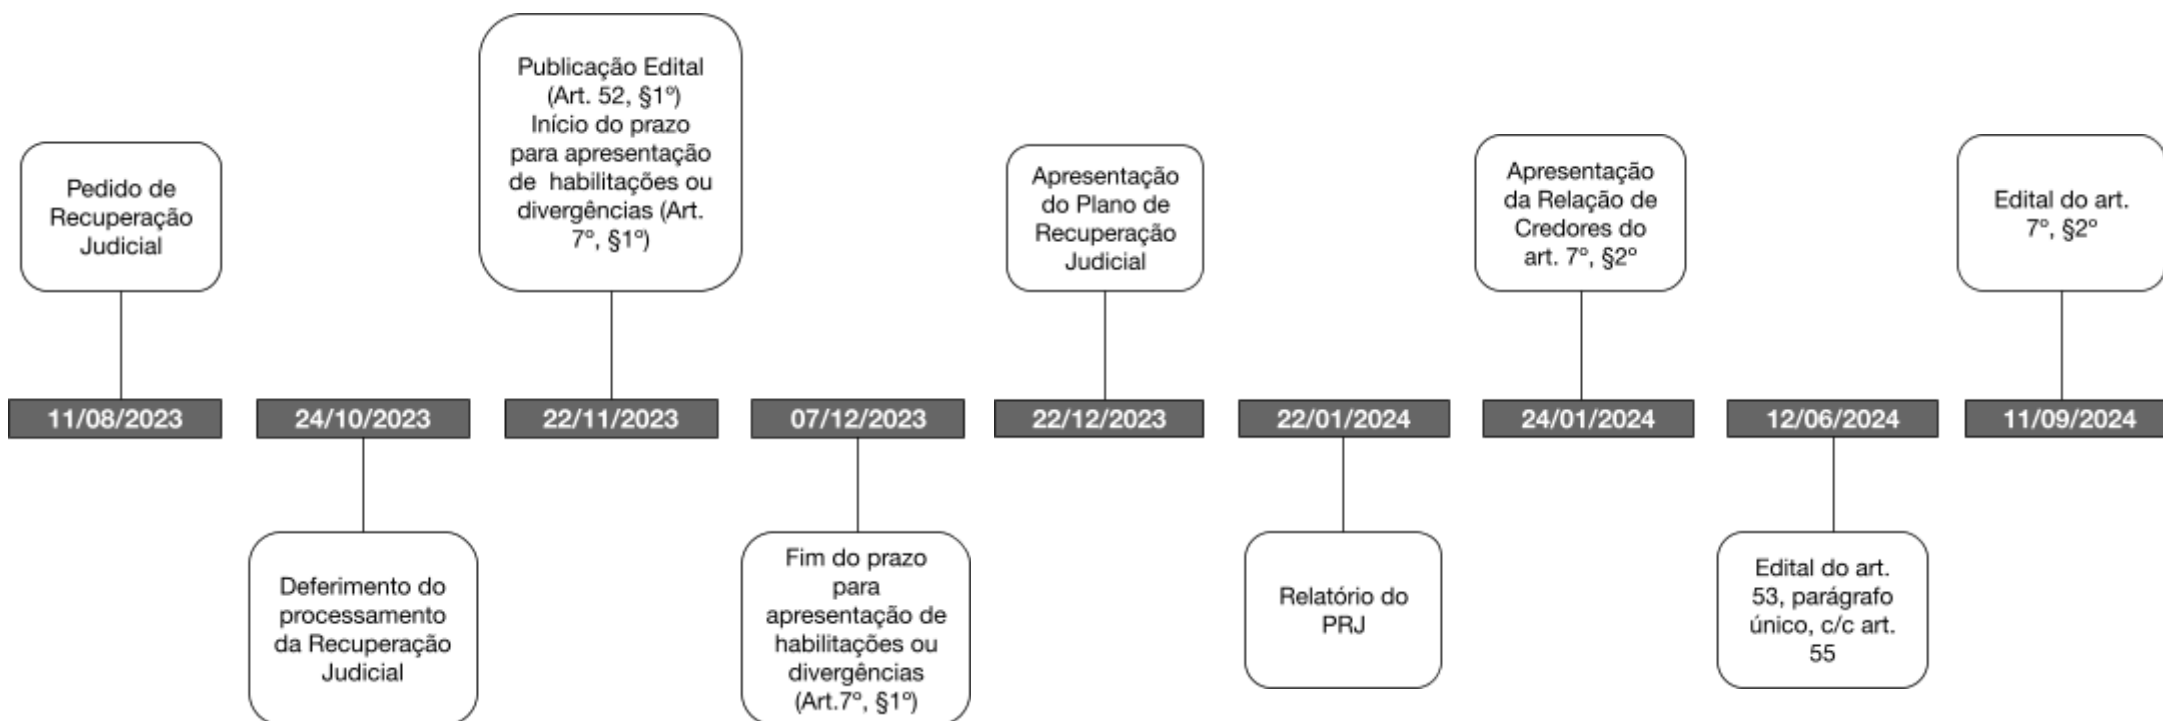 Pedido de
Recuperação
Judicial
11/08/2023
24/10/2023
Deferimento do
processamento
da Recuperação
Judicial
Publicação Edital
(Art. 52, §1º)
Início do prazo
para apresentação
de habilitações ou
divergências (Art.
7º, §1º)
22/11/2023
07/12/2023
Fim do prazo
para
apresentação de
habilitações ou
divergências
(Art.7º, §1º)
Apresentação
do Plano de
Recuperação
Judicial
22/12/2023
22/01/2024
Relatório do
PRJ
Apresentação
da Relação de
Credores do
art. 7º, §2º
24/01/2024
12/06/2024
Edital do art.
53, parágrafo
único, c/c art.
55
Edital do art.
7º, §2º
11/09/2024